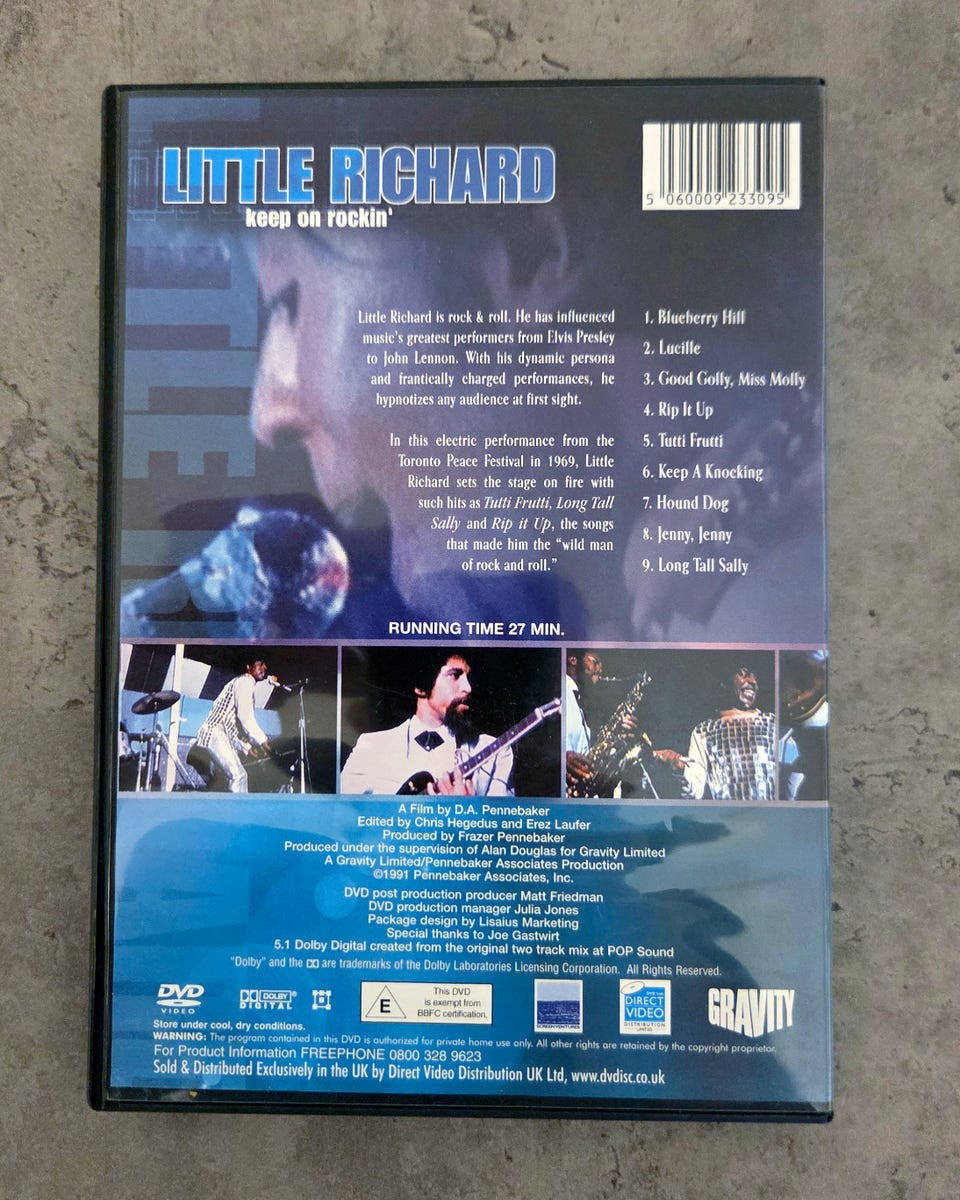 LITTLE RICHARD
keep on rockin'
5 060009 233095
Little Richard is rock & roll. He has influenced
music's greatest performers from Elvis Presley
to John Lennon. With his dynamic persona
and frantically charged performances, he
hypnotizes any audience at first sight.
In this electric performance from the
Toronto Peace Festival in 1969, Little
Richard sets the stage on fire with
such hits as Tutti Frutti, Long Tall
Sally and Rip it Up, the songs
that made him the “wild man
of rock and roll.”
1. Blueberry Hill
2. Lucille
3. Good Golly, Miss Molly
4. Rip It Up
5. Tutti Frutti
6. Keep A Knocking
7. Hound Dog
8. Jenny, Jenny
9. Long Tall Sally
LITTLE R
RUNNING TIME 27 MIN.
A Film by D.A. Pennebaker
Edited by Chris Hegedus and Erez Laufer
Produced by Frazer Pennebaker
Produced under the supervision of Alan Douglas for Gravity Limited
A Gravity Limited/Pennebaker Associates Production
©1991 Pennebaker Associates, Inc.
DVD post production producer Matt Friedman
DVD production manager Julia Jones
Package design by Lisaius Marketing
Special thanks to Joe Gastwirt
5.1 Dolby Digital created from the original two track mix at POP Sound
"Dolby" and the are trademarks of the Dolby Laboratories Licensing Corporation. All Rights Reserved.
DVD
VIDEO
DOLBY
DIGITAL
E
This DVD
is exempt from
BBFC certification.
SCREEN VENTURES
DVD Ltd
DIRECT
VIDEO
DISTRIBUTION
LIMITED
GRAVITY
Store under cool, dry conditions.
WARNING: The program contained in this DVD is authorized for private home use only. All other rights are retained by the copyright proprietor.
For Product Information FREEPHONE 0800 328 9623
Sold & Distributed Exclusively in the UK by Direct Video Distribution UK Ltd, www.dvdisc.co.uk